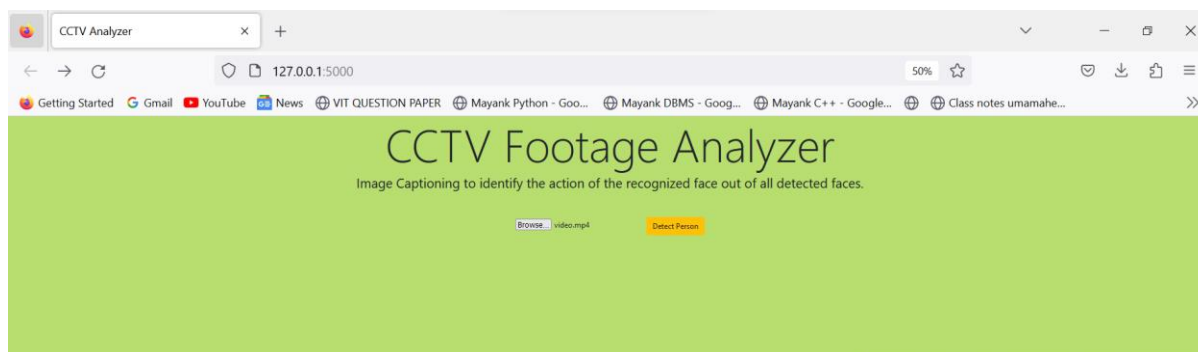 CCTV Analyzer
127.0.0.1:5000 50%
Getting Started Gmail YouTube News VIT QUESTION PAPER Mayank Python - Goo... Mayank DBMS - Goog... Mayank C++ - Google... Class notes umamahe...
CCTV Footage Analyzer
Image Captioning to identify the action of the recognized face out of all detected faces.
Browse... video.mp4 Detect Person